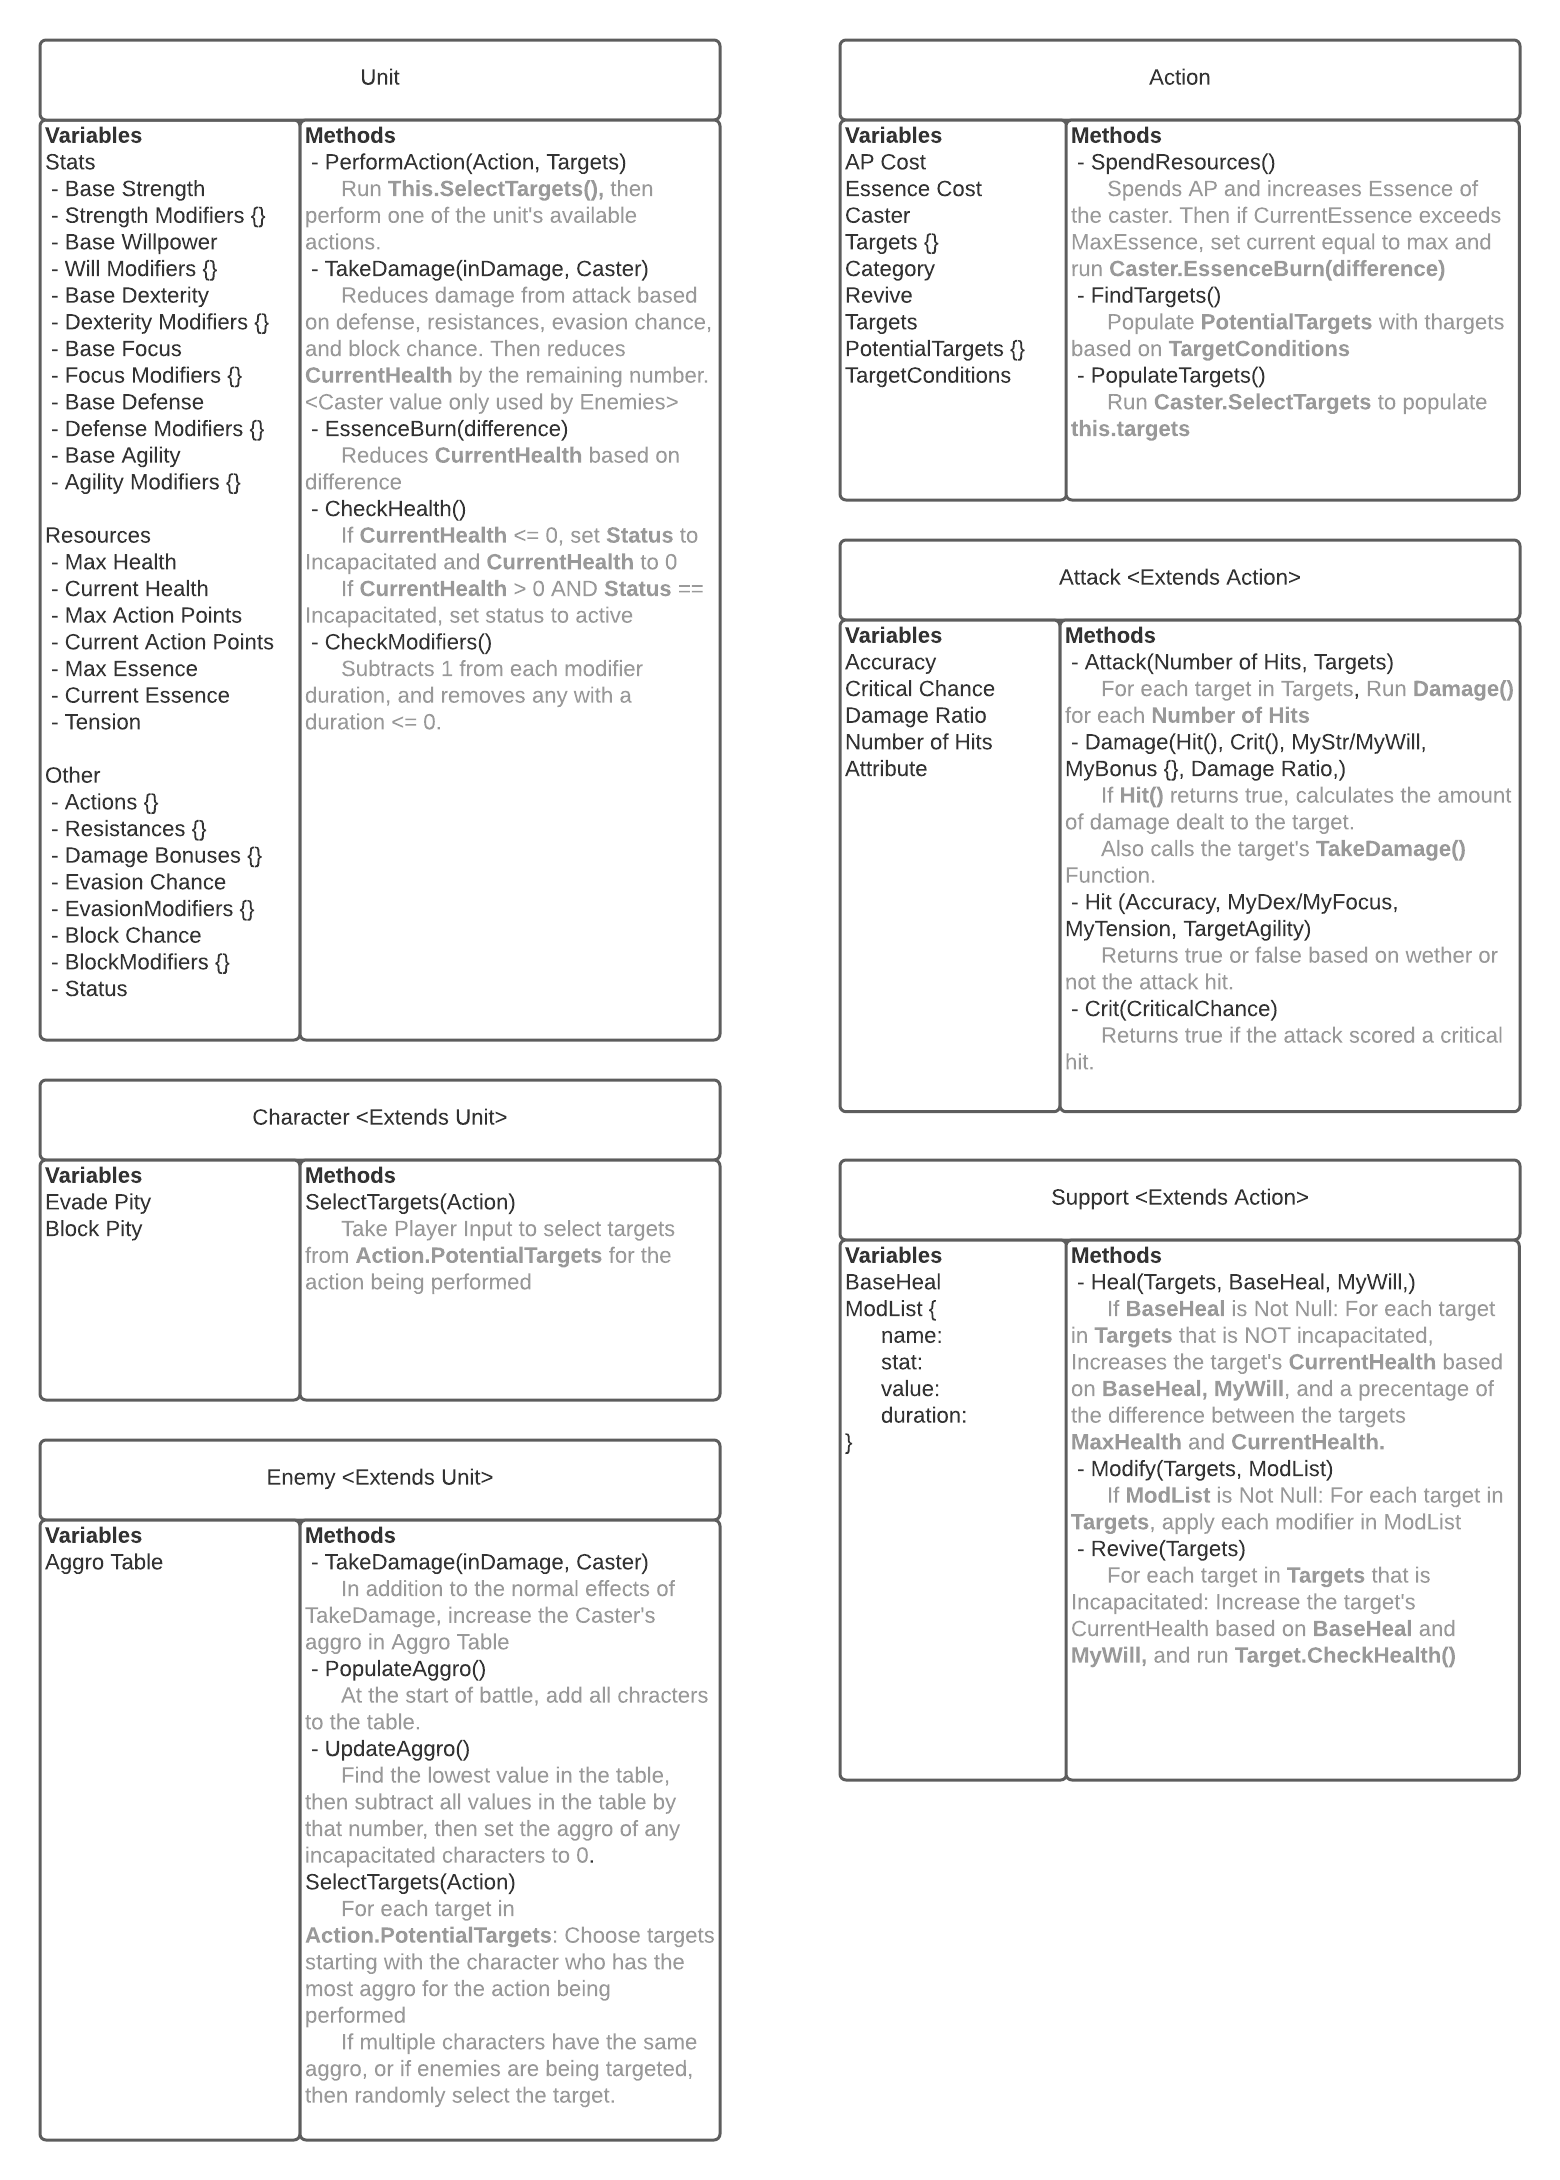 Unit
Variables
Stats
- Base Strength
- Strength Modifiers {}
- Base Willpower
- Will Modifiers {}
- Base Dexterity
- Dexterity Modifiers {}
- Base Focus
- Focus Modifiers {}
- Base Defense
- Defense Modifiers {}
- Base Agility
- Agility Modifiers {}
Resources
- Max Health
- Current Health
- Max Action Points
- Current Action Points
- Max Essence
- Current Essence
- Tension
Other
- Actions {}
- Resistances {}
- Damage Bonuses {}
- Evasion Chance
- EvasionModifiers {}
- Block Chance
- BlockModifiers {}
- Status
Methods
- PerformAction(Action, Targets)
Run This.SelectTargets(), then
perform one of the unit's available
actions.
- TakeDamage(inDamage, Caster)
Reduces damage from attack based
on defense, resistances, evasion chance,
and block chance. Then reduces
CurrentHealth by the remaining number.
<Caster value only used by Enemies>
- EssenceBurn(difference)
Reduces CurrentHealth based on
difference
- CheckHealth()
If CurrentHealth <= 0, set Status to
Incapacitated and CurrentHealth to 0
If CurrentHealth > 0 AND Status ==
Incapacitated, set status to active
- CheckModifiers()
Subtracts 1 from each modifier
duration, and removes any with a
duration <= 0.
Character <Extends Unit>
Variables
Evade Pity
Block Pity
Methods
SelectTargets(Action)
Take Player Input to select targets
from Action.PotentialTargets for the
action being performed
Enemy <Extends Unit>
Variables
Aggro Table
Methods
- TakeDamage(inDamage, Caster)
In addition to the normal effects of
TakeDamage, increase the Caster's
aggro in Aggro Table
- PopulateAggro()
At the start of battle, add all chracters
to the table.
- UpdateAggro()
Find the lowest value in the table,
then subtract all values in the table by
that number, then set the aggro of any
incapacitated characters to 0.
SelectTargets(Action)
For each target in
Action.PotentialTargets: Choose targets
starting with the character who has the
most aggro for the action being
performed
If multiple characters have the same
aggro, or if enemies are being targeted,
then randomly select the target.
Action
Variables
AP Cost
Essence Cost
Caster
Targets {}
Category
Revive
Targets
PotentialTargets {}
TargetConditions
Methods
- SpendResources()
Spends AP and increases Essence of
the caster. Then if CurrentEssence exceeds
MaxEssence, set current equal to max and
run Caster.EssenceBurn(difference)
- FindTargets()
Populate PotentialTargets with thargets
based on TargetConditions
- PopulateTargets()
Run Caster.SelectTargets to populate
this.targets
Attack <Extends Action>
Variables
Accuracy
Critical Chance
Damage Ratio
Number of Hits
Attribute
Methods
- Attack(Number of Hits, Targets)
For each target in Targets, Run Damage()
for each Number of Hits
- Damage(Hit(), Crit(), MyStr/MyWill,
MyBonus {}, Damage Ratio,)
If Hit() returns true, calculates the amount
of damage dealt to the target.
Also calls the target's TakeDamage()
Function.
- Hit (Accuracy, MyDex/MyFocus,
MyTension, TargetAgility)
Returns true or false based on wether or
not the attack hit.
- Crit(CriticalChance)
Returns true if the attack scored a critical
hit.
Support <Extends Action>
Variables
BaseHeal
ModList {
name:
stat:
value:
duration:
}
Methods
- Heal(Targets, BaseHeal, MyWill,)
If BaseHeal is Not Null: For each target
in Targets that is NOT incapacitated,
Increases the target's CurrentHealth based
on BaseHeal, MyWill, and a precentage of
the difference between the targets
MaxHealth and CurrentHealth.
- Modify(Targets, ModList)
If ModList is Not Null: For each target in
Targets, apply each modifier in ModList
- Revive(Targets)
For each target in Targets that is
Incapacitated: Increase the target's
CurrentHealth based on BaseHeal and
MyWill, and run Target.CheckHealth()